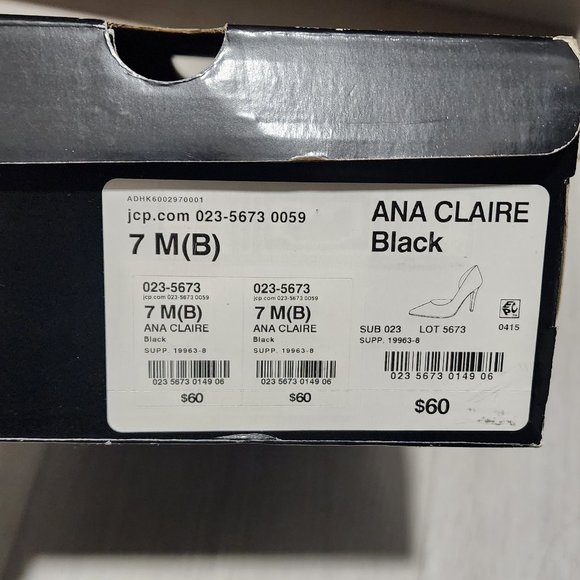 ADHK6002970001
jcp.com 023-5673 0059
7 M(B)
ANA CLAIRE
Black
023-5673
jcp.com 023-5673 0059
7 M(B)
ANA CLAIRE
Black
SUPP. 19963-8
023 5673 0149 06
$60
023-5673
jcp.com 023-5673 0059
7 M(B)
ANA CLAIRE
Black
SUPP. 19963-8
023 5673 0149 06
$60
SUB 023 LOT 5673
SUPP. 19963-8
0415
023 5673 0149 06
$60